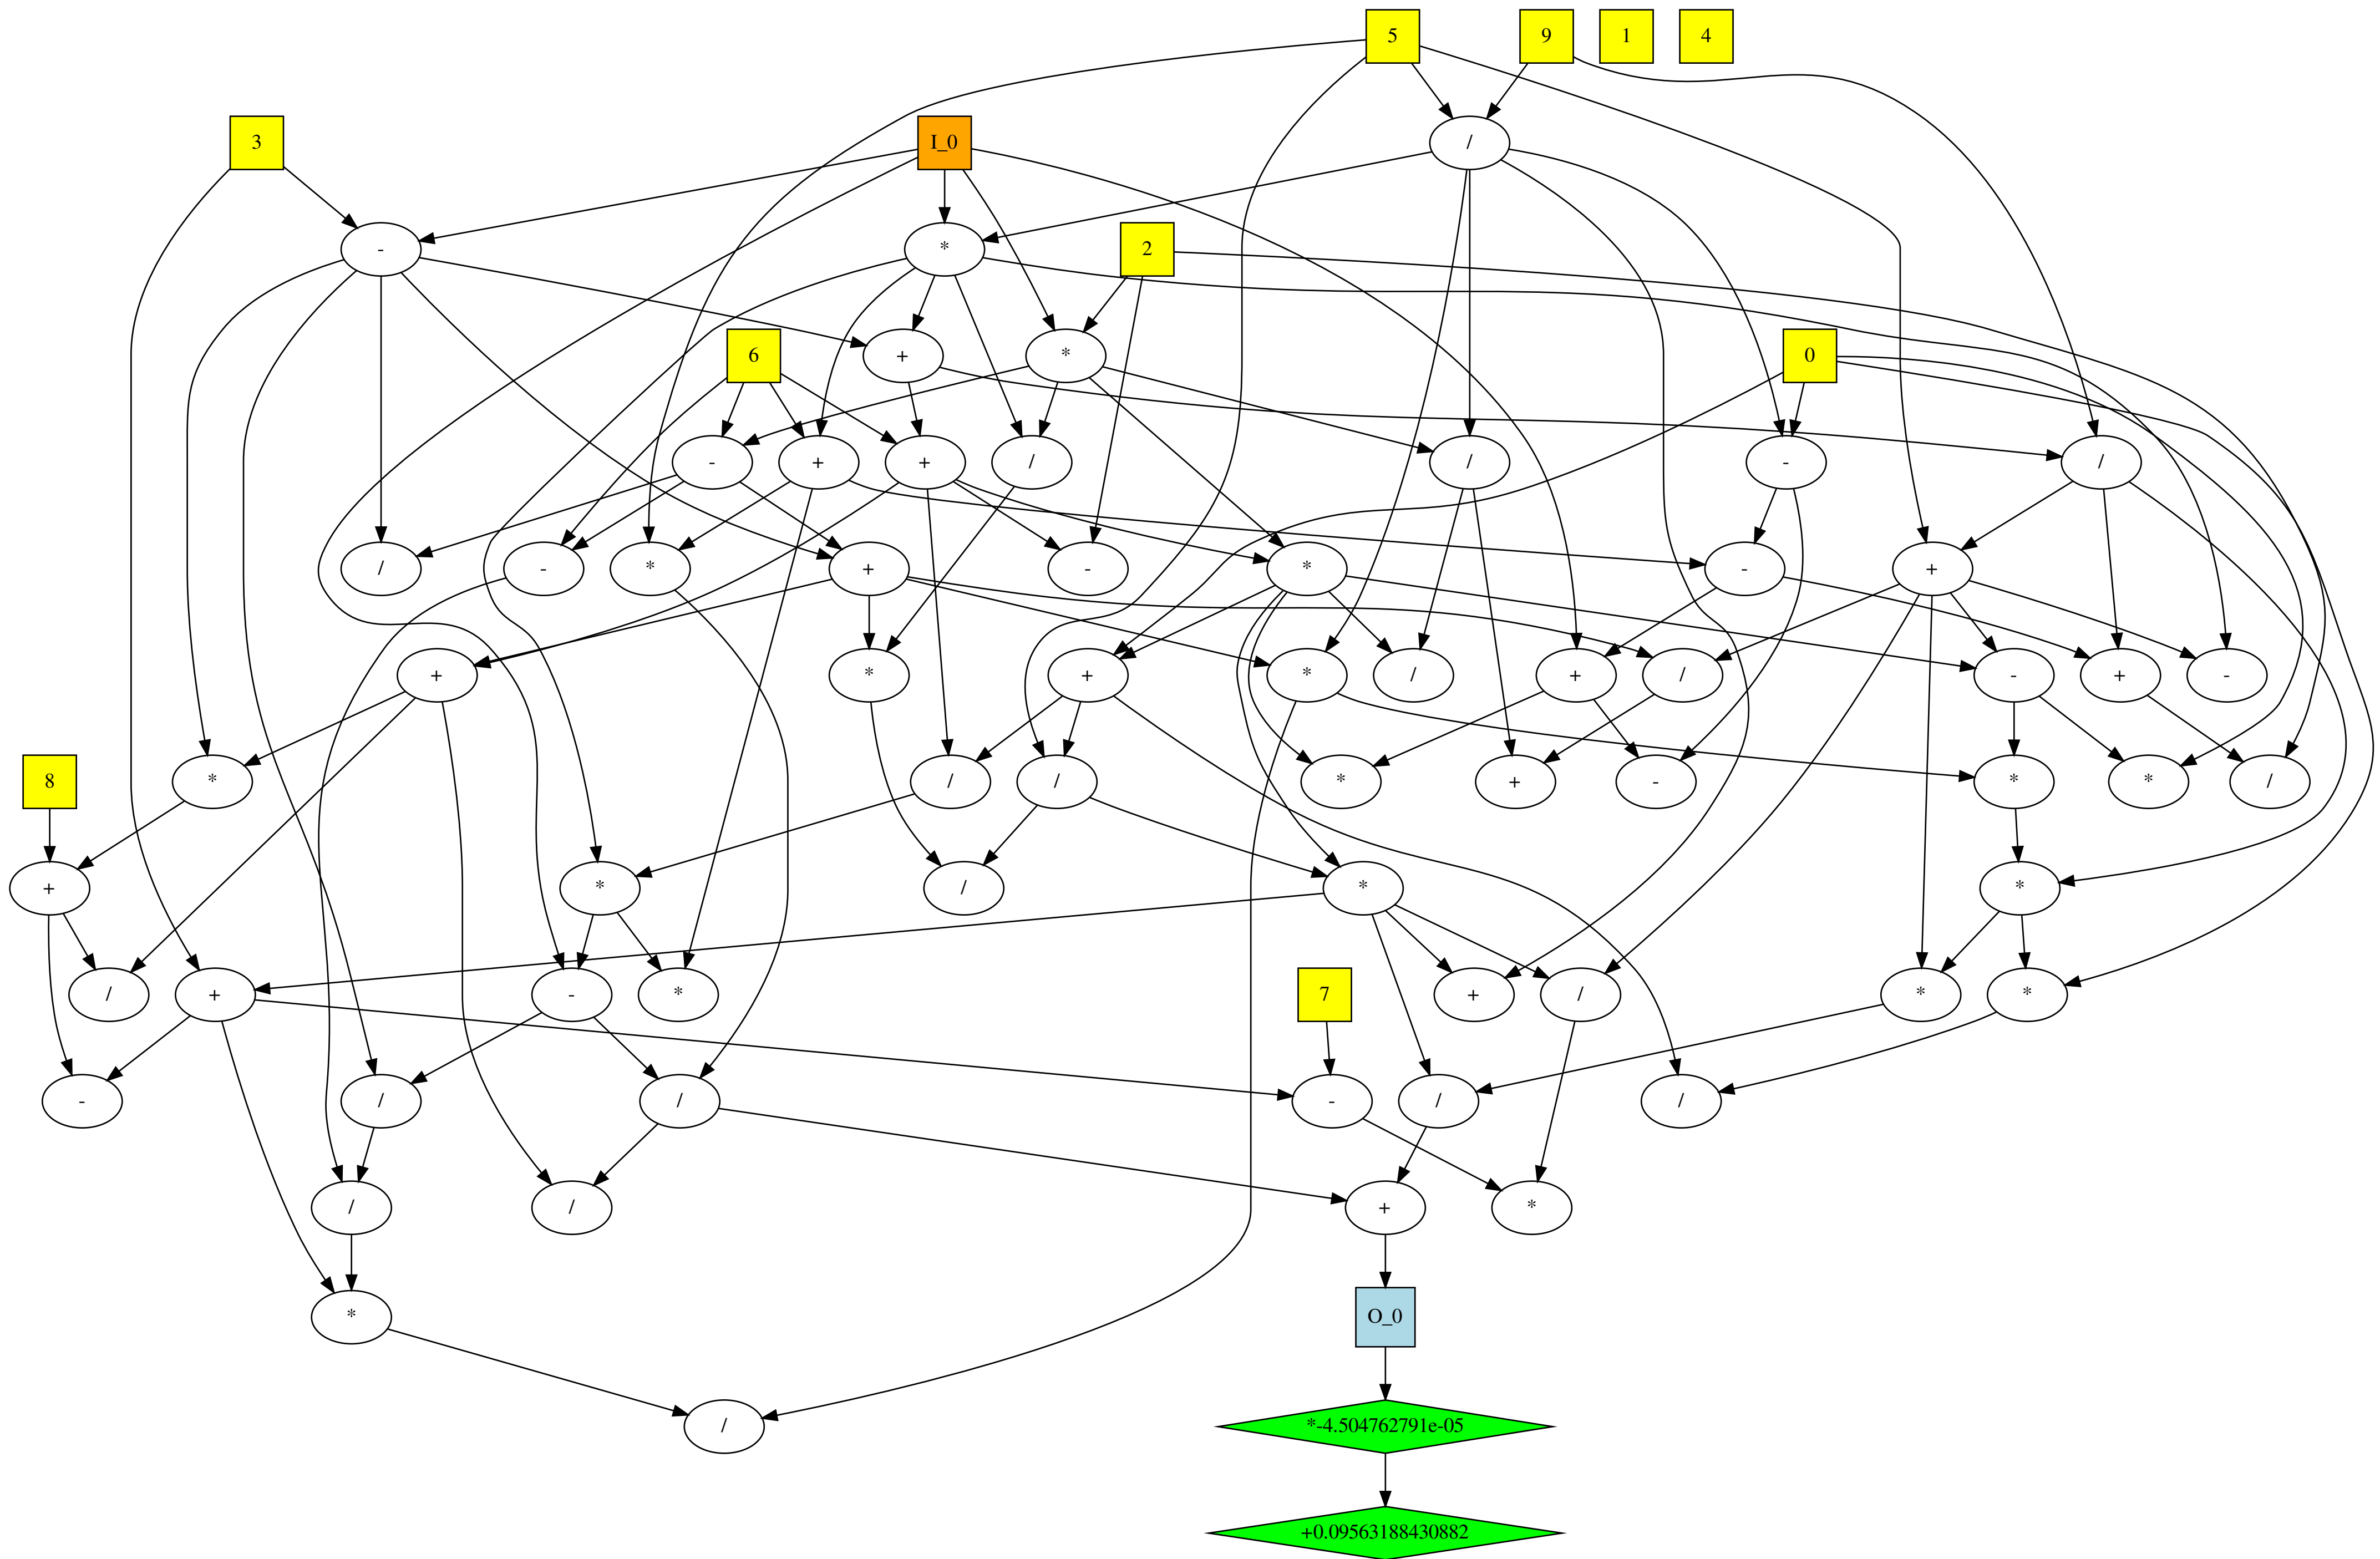 5 9 1 4
3 I_0 /
- * 2
6 + * 0
- + + / / - /
/ - * + - * - +
+ * + * / + / - + -
8 * / / * + - * * /
+ * / * *
/ + - * 7 + / * *
- / / - / /
/ / + *
* O_0
/ *-4.504762791e-05
+0.09563188430882